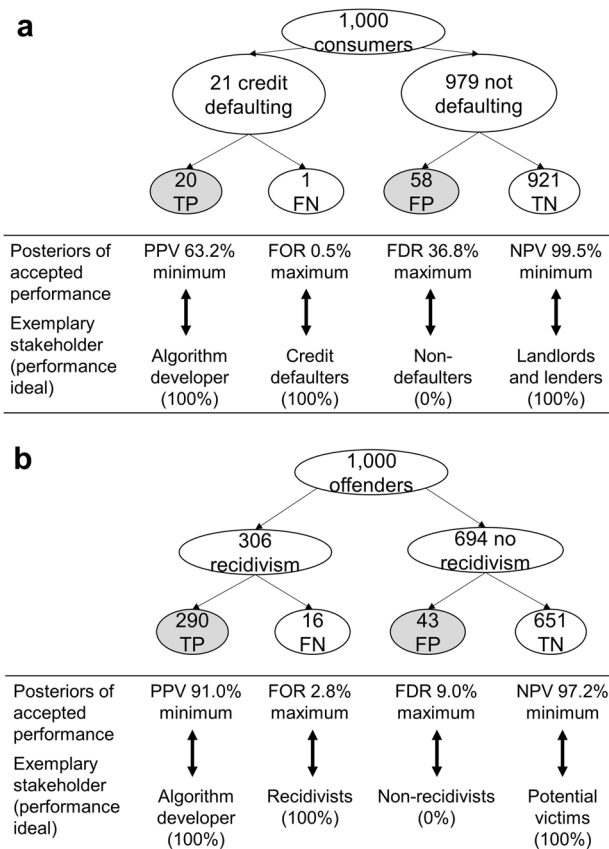 a
1,000
consumers
21 credit
defaulting
979 not
defaulting
20
TP
1
FN
58
FP
921
TN
Posteriors of
accepted
performance
PPV 63.2%
minimum
FOR 0.5%
maximum
FDR 36.8%
maximum
NPV 99.5%
minimum
Exemplary
stakeholder
(performance
ideal)
Algorithm
developer
(100%)
Credit
defaulters
(100%)
Non-
defaulters
(0%)
Landlords
and lenders
(100%)
b
1,000
offenders
306
recidivism
694 no
recidivism
290
TP
16
FN
43
FP
651
TN
Posteriors of
accepted
performance
PPV 91.0%
minimum
FOR 2.8%
maximum
FDR 9.0%
maximum
NPV 97.2%
minimum
Exemplary
stakeholder
(performance
ideal)
Algorithm
developer
(100%)
Recidivists
(100%)
Non-recidivists
(0%)
Potential
victims
(100%)